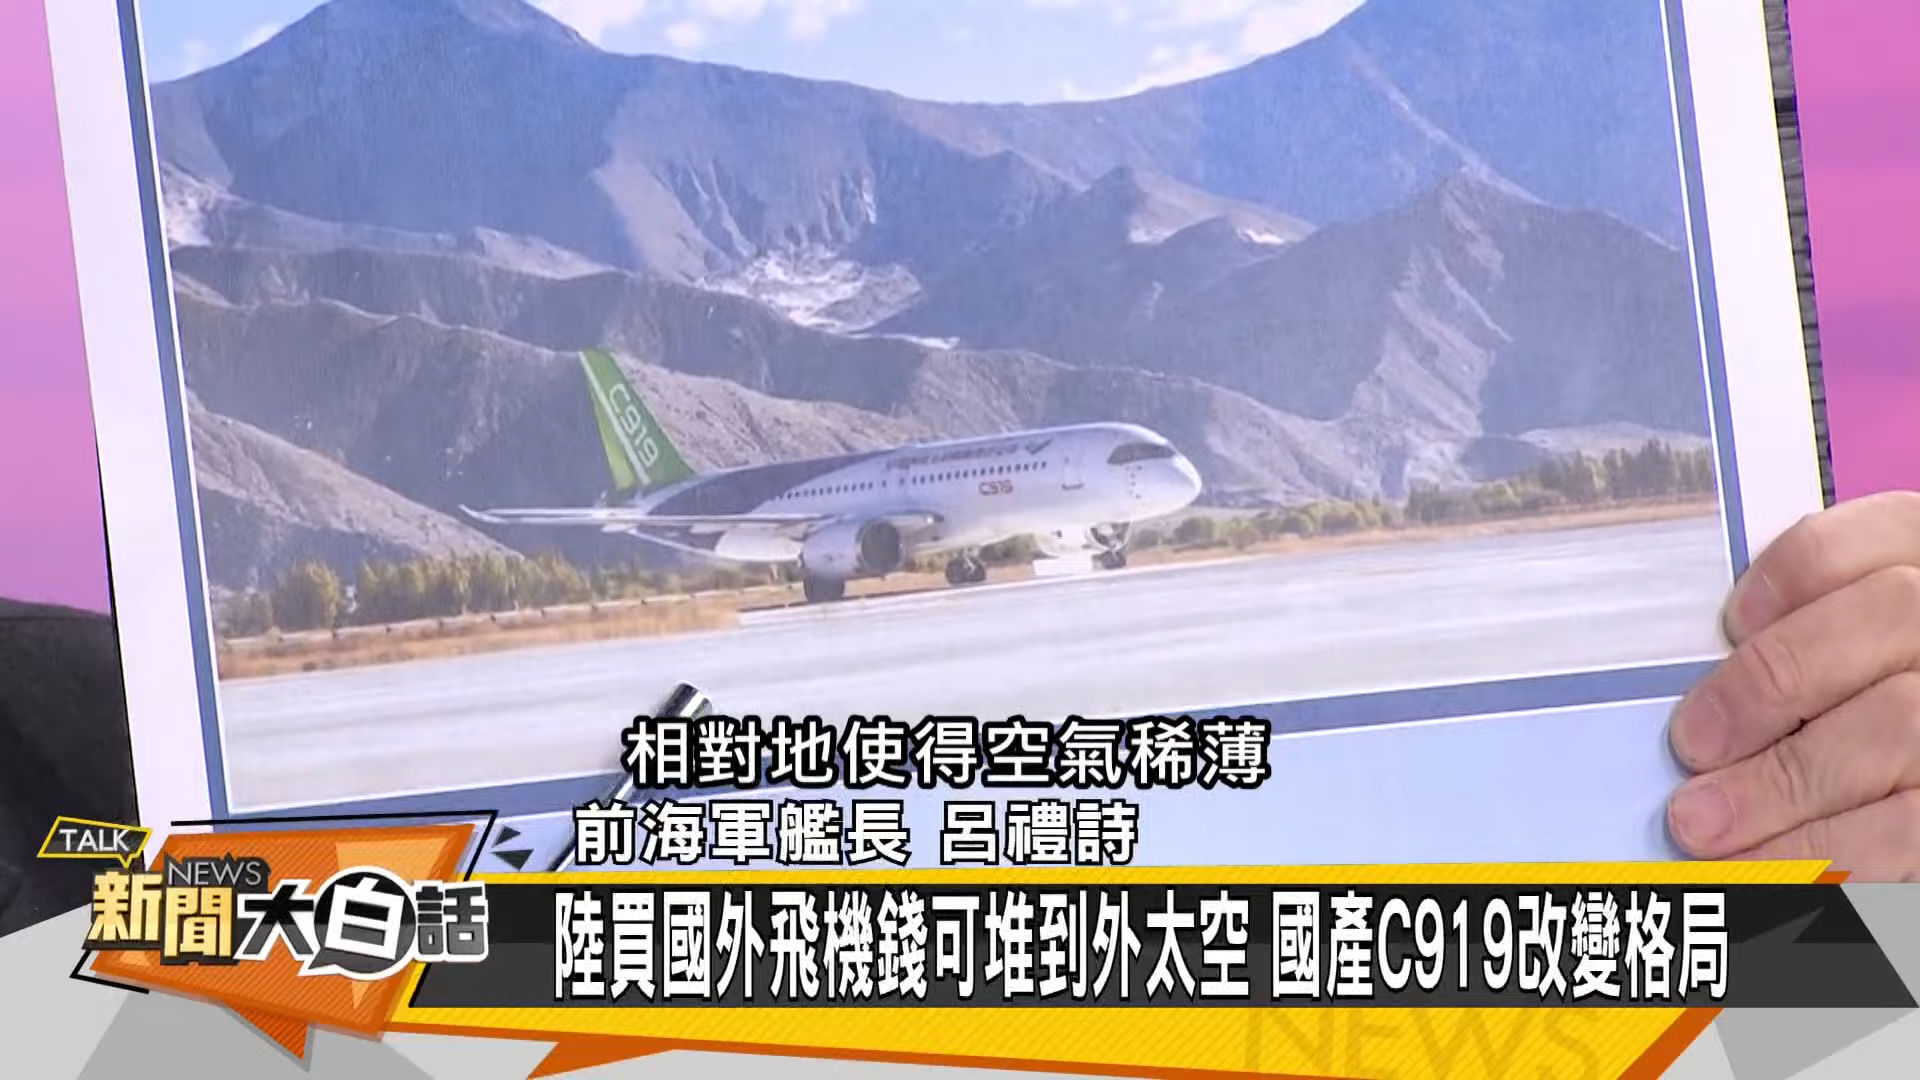 C919
C919
相對地使得空氣稀薄
前海軍艦長 呂禮詩
TALK
NEWS
新聞大白話
陸買國外飛機錢可堆到外太空 國產C919改變格局
NEWS